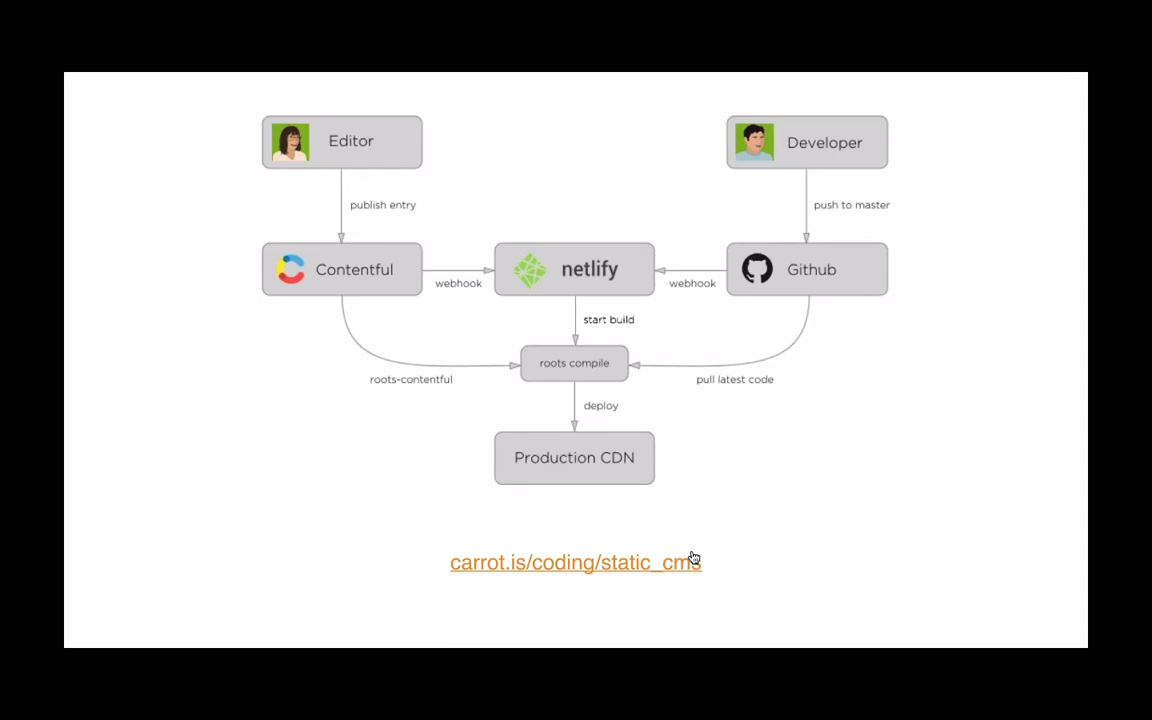 Editor
Developer
publish entry
push to master
Contentful
netlify
Github
webhook
webhook
start build
roots compile
roots-contentful
pull latest code
deploy
Production CDN
carrot.is/coding/static_cms